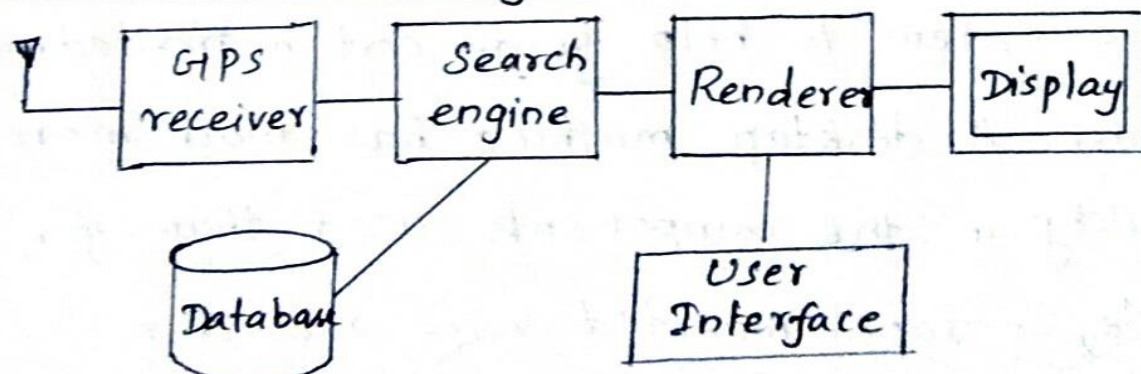 GPS
receiver
Search
engine
Renderer
Display
Database
User
Interface